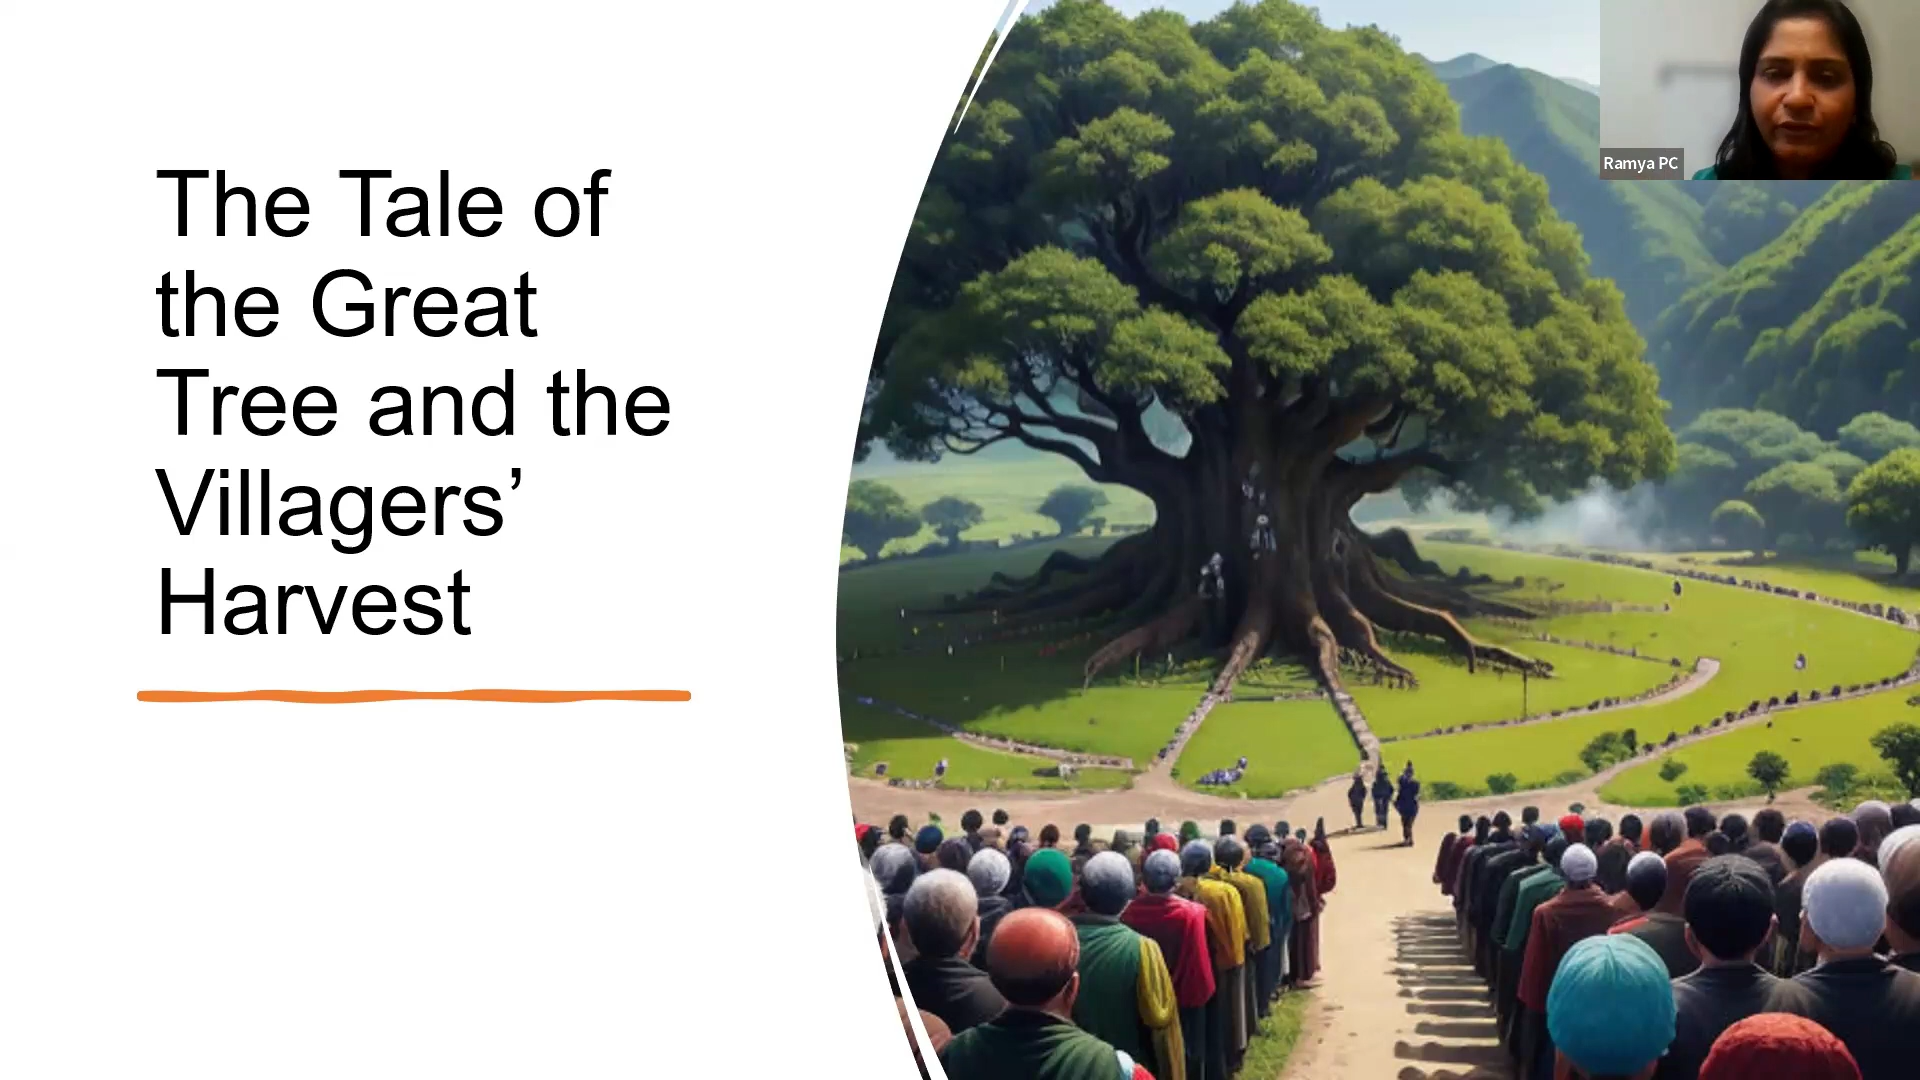 The Tale of
the Great
Tree and the
Villagers’
Harvest
Ramya PC